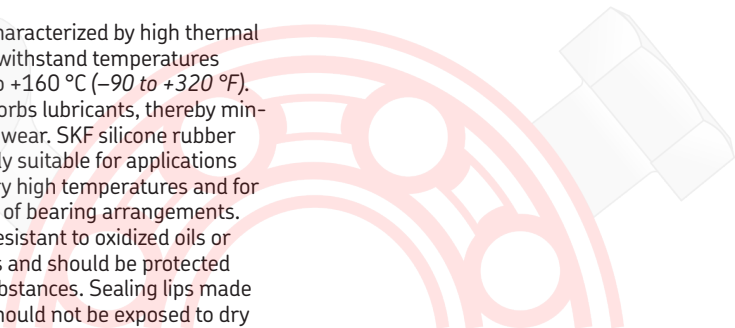 haracterized by high thermal
withstand temperatures
+160 °C (–90 to +320 °F).
orbs lubricants, thereby min-
wear. SKF silicone rubber
ly suitable for applications
ry high temperatures and for
of bearing arrangements.
esistant to oxidized oils or
s and should be protected
bstances. Sealing lips made
hould not be exposed to dry